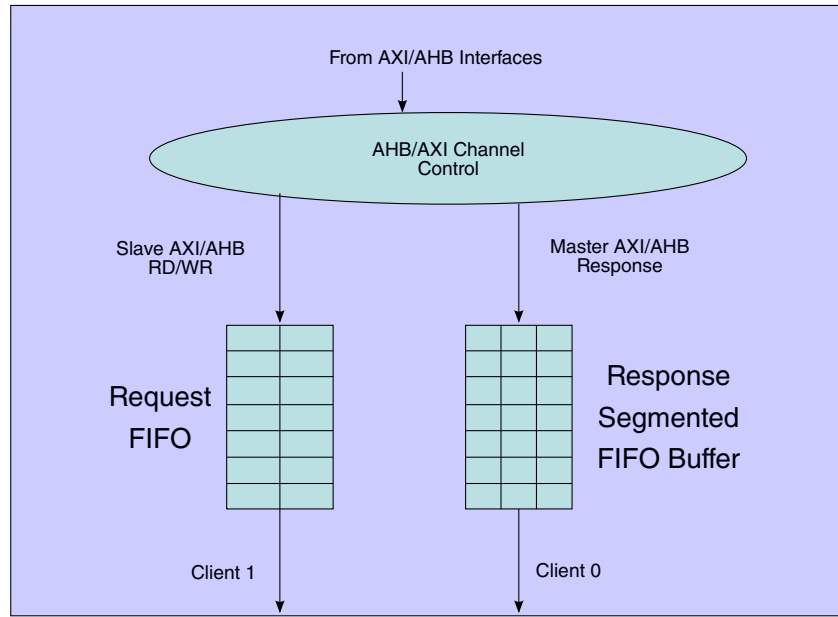 From AXI/AHB Interfaces
AHB/AXI Channel
Control
Slave AXI/AHB
RD/WR
Master AXI/AHB
Response
Request
FIFO
Response
Segmented
FIFO Buffer
Client 1
Client 0